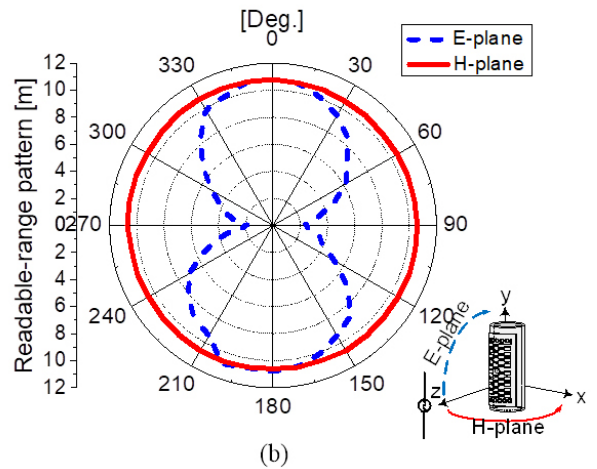 [Deg.]
0
330
30
300
60
270
90
240
120
210
150
180
Readable-range pattern [m]
12
10
8
6
4
2
0
2
4
6
8
10
12
E-plane
H-plane
y
E-plane
z
x
H-plane
(b)